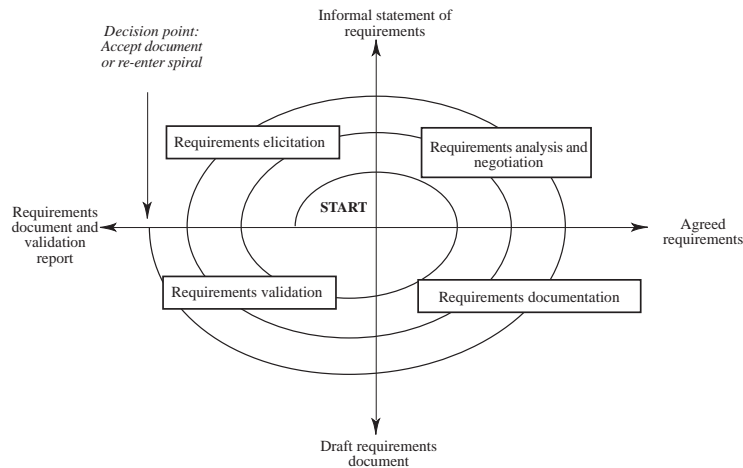 Informal statement of
requirements
Decision point:
Accept document
or re-enter spiral
Requirements elicitation
Requirements analysis and
negotiation
START
Requirements
document and
validation
report
Agreed
requirements
Requirements validation
Requirements documentation
Draft requirements
document